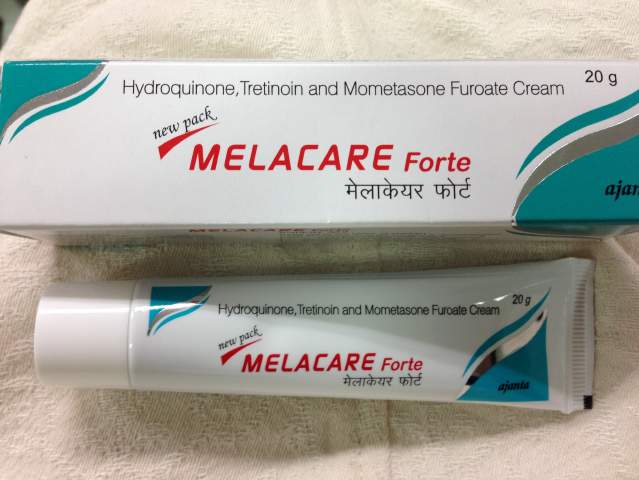 Hydroquinone, Tretinoin and Mometasone Furoate Cream
20 g
new pack
MELACARE Forte
मेलाकेयर फोर्ट
MELACARE
Hydroquinone, Tretinoin and Mometasone Furoate Cream
20 g
new pack
MELACARE Forte
मेलाकेयर फोर्ट
ajanta